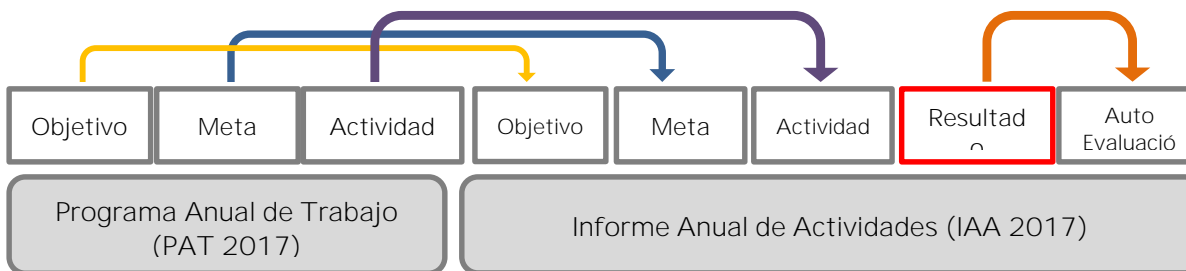 Objetivo
Meta
Actividad
Objetivo
Meta
Actividad
Resultad
Auto
Evaluació
Programa Anual de Trabajo
(PAT 2017)
Informe Anual de Actividades (IAA 2017)